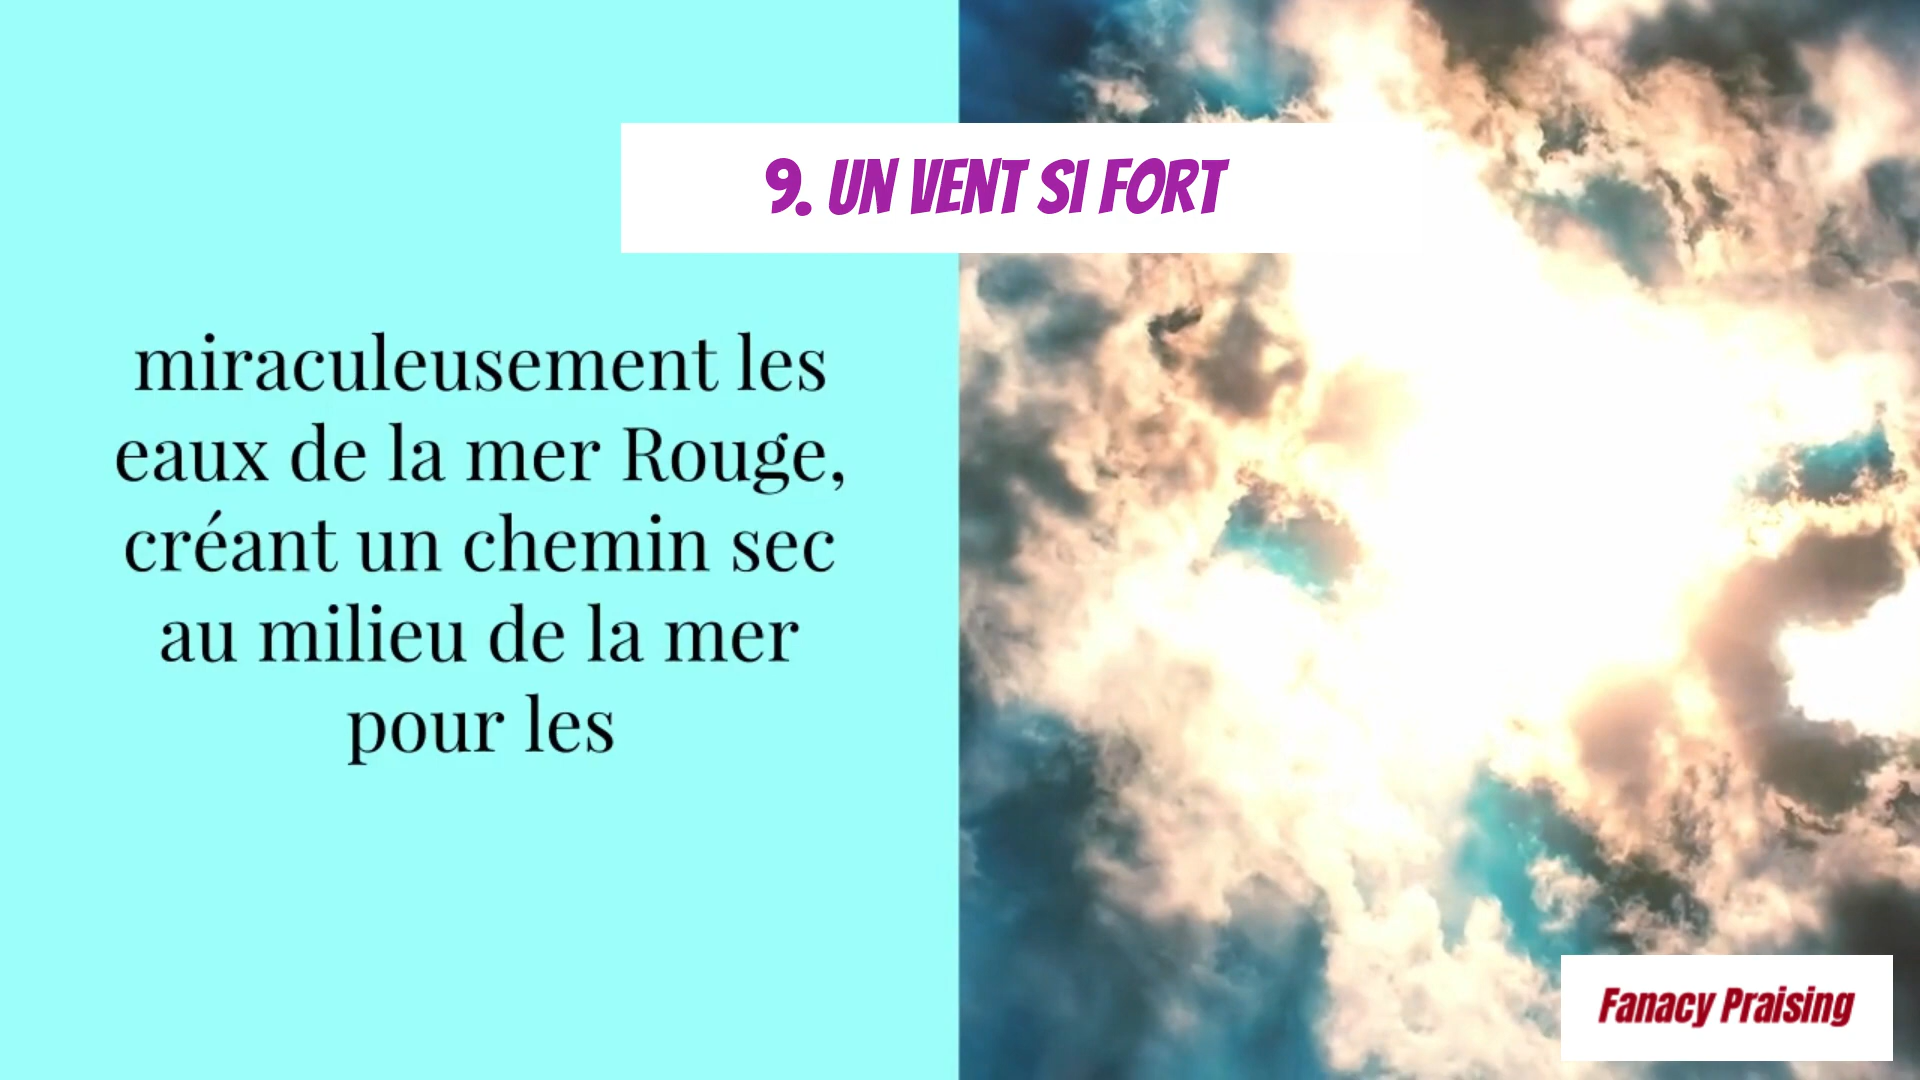 9. UN VENT SI FORT
miraculeusement les
eaux de la mer Rouge,
créant un chemin sec
au milieu de la mer
pour les
Fanacy Praising